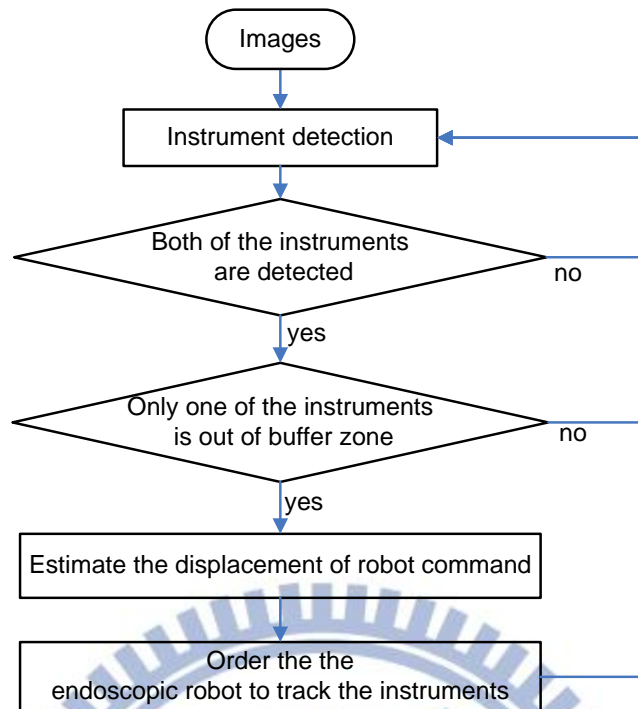 Images
Instrument detection
Both of the instruments
are detected
no
yes
Only one of the instruments
is out of buffer zone
no
yes
Estimate the displacement of robot command
Order the the
endoscopic robot to track the instruments